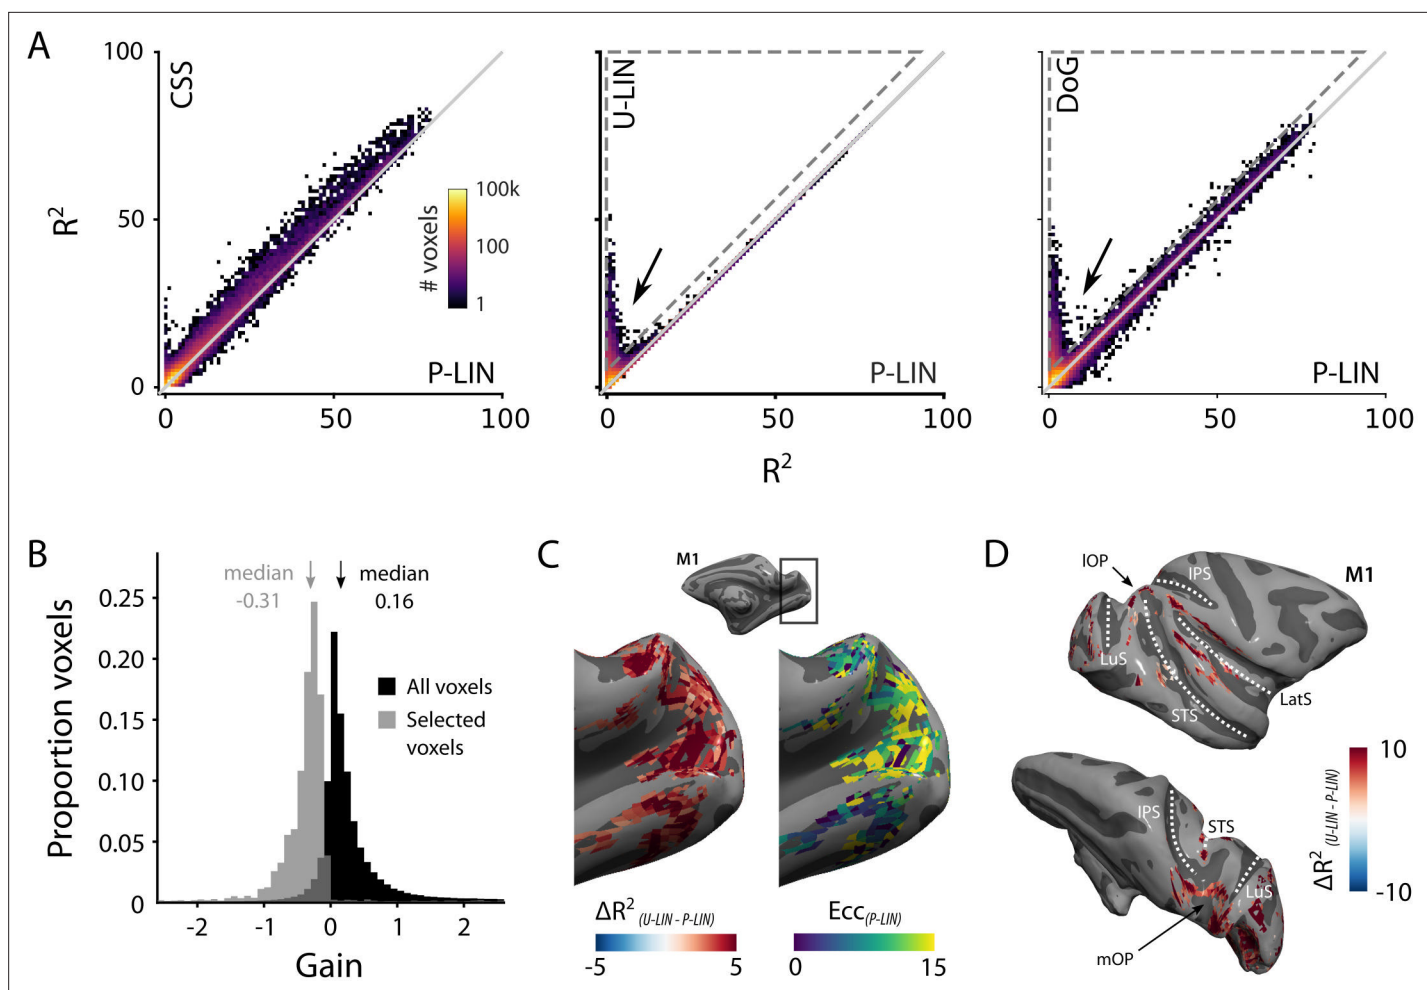 A
100
50
0
R²
CSS
100k
100
1
# voxels
P-LIN
0
50
100
U-LIN
P-LIN
0
50
100
DoG
P-LIN
0
50
100
R²
B
median
-0.31
median
0.16
All voxels
Selected
voxels
Proportion voxels
0.25
0.20
0.15
0.10
0.05
0
-2
-1
0
1
2
Gain
C
M1
ΔR² (U-LIN - P-LIN)
-5
5
Ecc(P-LIN)
0
15
D
IOP
IPS
M1
LuS
STS
LatS
IPS
STS
LuS
mOP
10
-10
ΔR² (U-LIN - P-LIN)